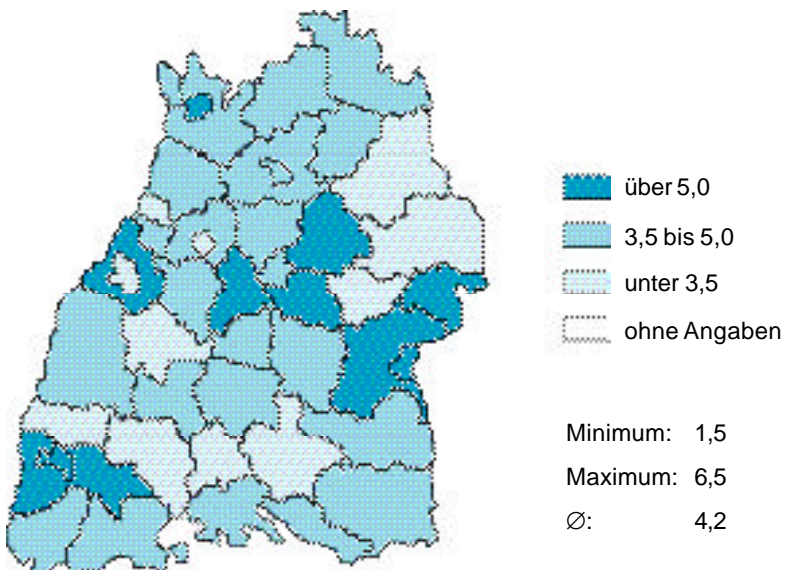 über 5,0
3,5 bis 5,0
unter 3,5
ohne Angaben
Minimum: 1,5
Maximum: 6,5
∅: 4,2